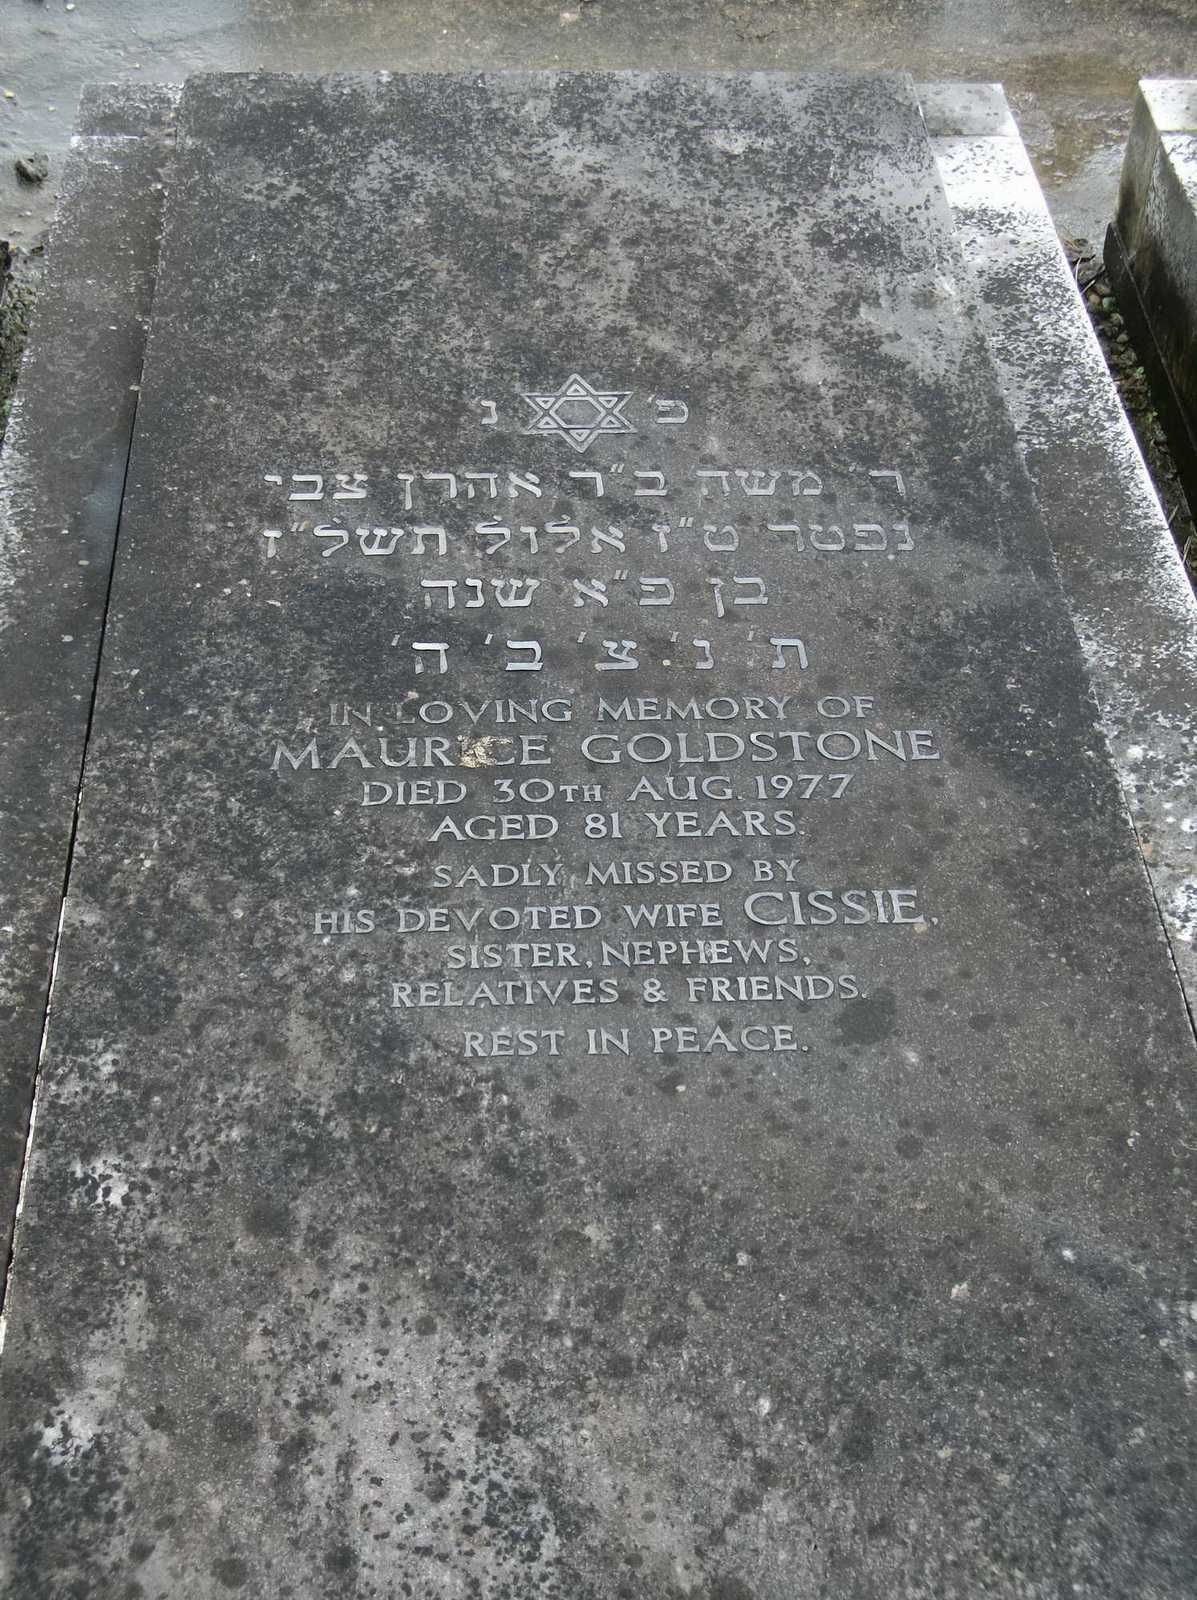 פ׳ נ
ר׳ משה ב״ר אהרן צבי
נפטר ט״ז אלול תשל״ז
בן פ״א שנה
ת׳ נ׳ צ׳ ב׳ ה׳
IN LOVING MEMORY OF
MAURICE GOLDSTONE
DIED 30TH AUG. 1977
AGED 81 YEARS.
SADLY MISSED BY
HIS DEVOTED WIFE CISSIE,
SISTER, NEPHEWS,
RELATIVES & FRIENDS.
REST IN PEACE.